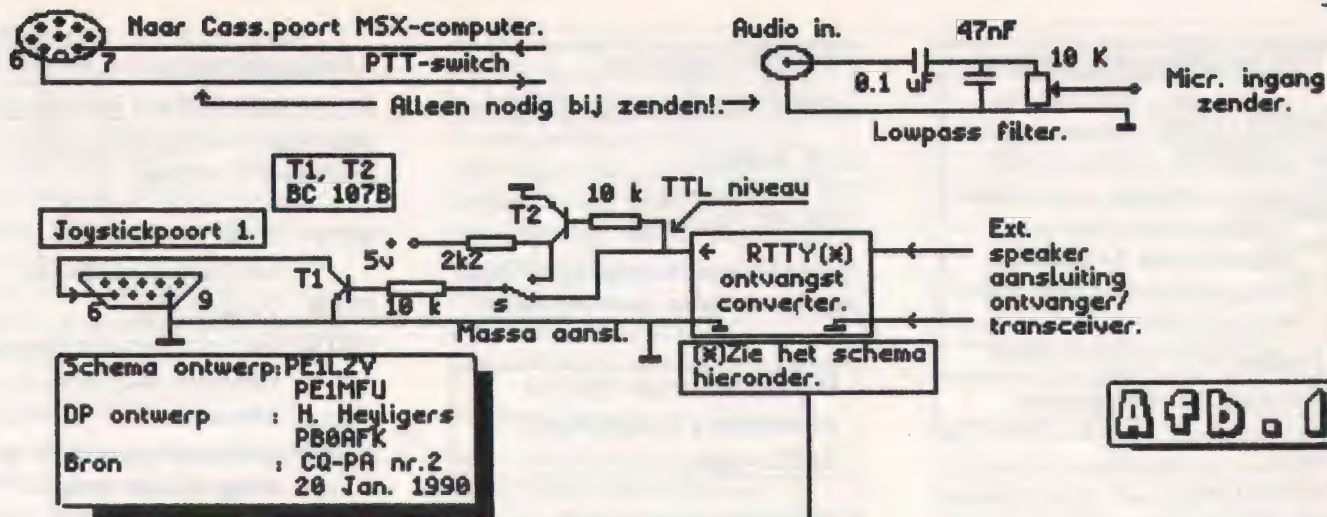 Naar Cass.poort MSX-computer.
6
7
PTT-switch
Alleen nodig bij zenden!.
Audio in.
47nF
0.1 uF
10 K
Micr. ingang
zender.
Lowpass filter.
T1, T2
BC 107B
Joystickpoort 1.
6
9
T1
5v
2k2
T2
10 k
TTL niveau
10 k
s
Massa aansl.
RTTY(*)
ontvangst
converter.
Ext.
speaker
aansluiting
ontvanger/
transceiver.
(*)Zie het schema
hieronder.
Schema ontwerp:PE1LZY
PE1MFU
DP ontwerp : H. Heyligers
PB0AFK
Bron : CQ-PA nr.2
20 Jan. 1990
Afb.1